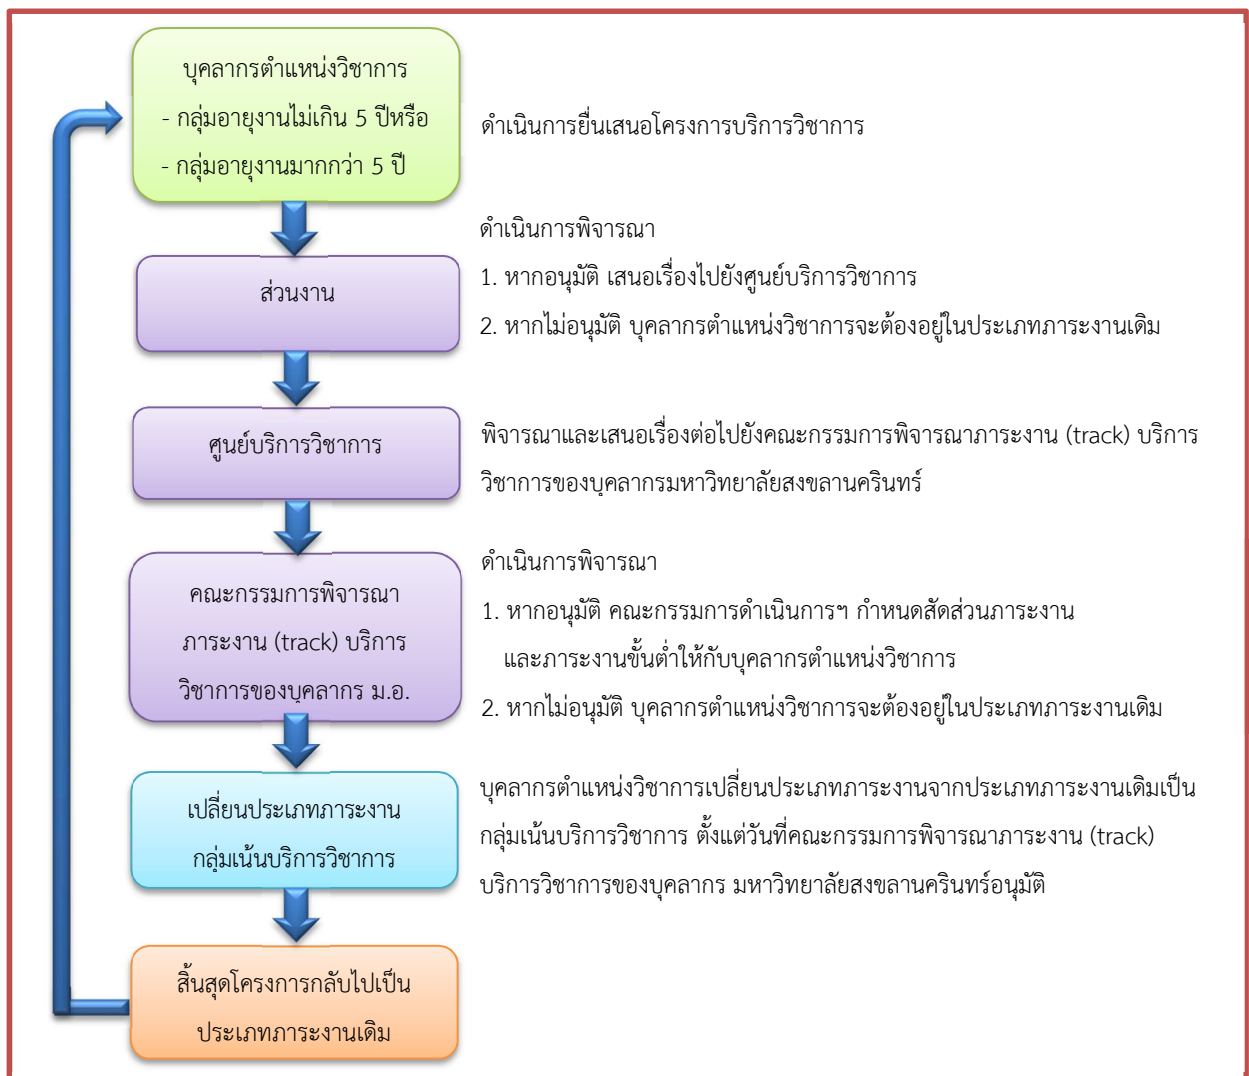 บุคลากรตำแหน่งวิชาการ
- กลุ่มอายุงานไม่เกิน 5 ปีหรือ
- กลุ่มอายุงานมากกว่า 5 ปี
ดำเนินการยื่นเสนอโครงการบริการวิชาการ
ส่วนงาน
ดำเนินการพิจารณา
1. หากอนุมัติ เสนอเรื่องไปยังศูนย์บริการวิชาการ
2. หากไม่อนุมัติ บุคลากรตำแหน่งวิชาการจะต้องอยู่ในประเภทภาระงานเดิม
ศูนย์บริการวิชาการ
พิจารณาและเสนอเรื่องต่อไปยังคณะกรรมการพิจารณาภาระงาน (track) บริการ
วิชาการของบุคลากรมหาวิทยาลัยสงขลานครินทร์
คณะกรรมการพิจารณา
ภาระงาน (track) บริการ
วิชาการของบุคลากร ม.อ.
ดำเนินการพิจารณา
1. หากอนุมัติ คณะกรรมการดำเนินการฯ กำหนดสัดส่วนภาระงาน
และภาระงานขั้นต่ำให้กับบุคลากรตำแหน่งวิชาการ
2. หากไม่อนุมัติ บุคลากรตำแหน่งวิชาการจะต้องอยู่ในประเภทภาระงานเดิม
เปลี่ยนประเภทภาระงาน
กลุ่มเน้นบริการวิชาการ
บุคลากรตำแหน่งวิชาการเปลี่ยนประเภทภาระงานจากประเภทภาระงานเดิมเป็น
กลุ่มเน้นบริการวิชาการ ตั้งแต่วันที่คณะกรรมการพิจารณาภาระงาน (track)
บริการวิชาการของบุคลากร มหาวิทยาลัยสงขลานครินทร์อนุมัติ
สิ้นสุดโครงการกลับไปเป็น
ประเภทภาระงานเดิม